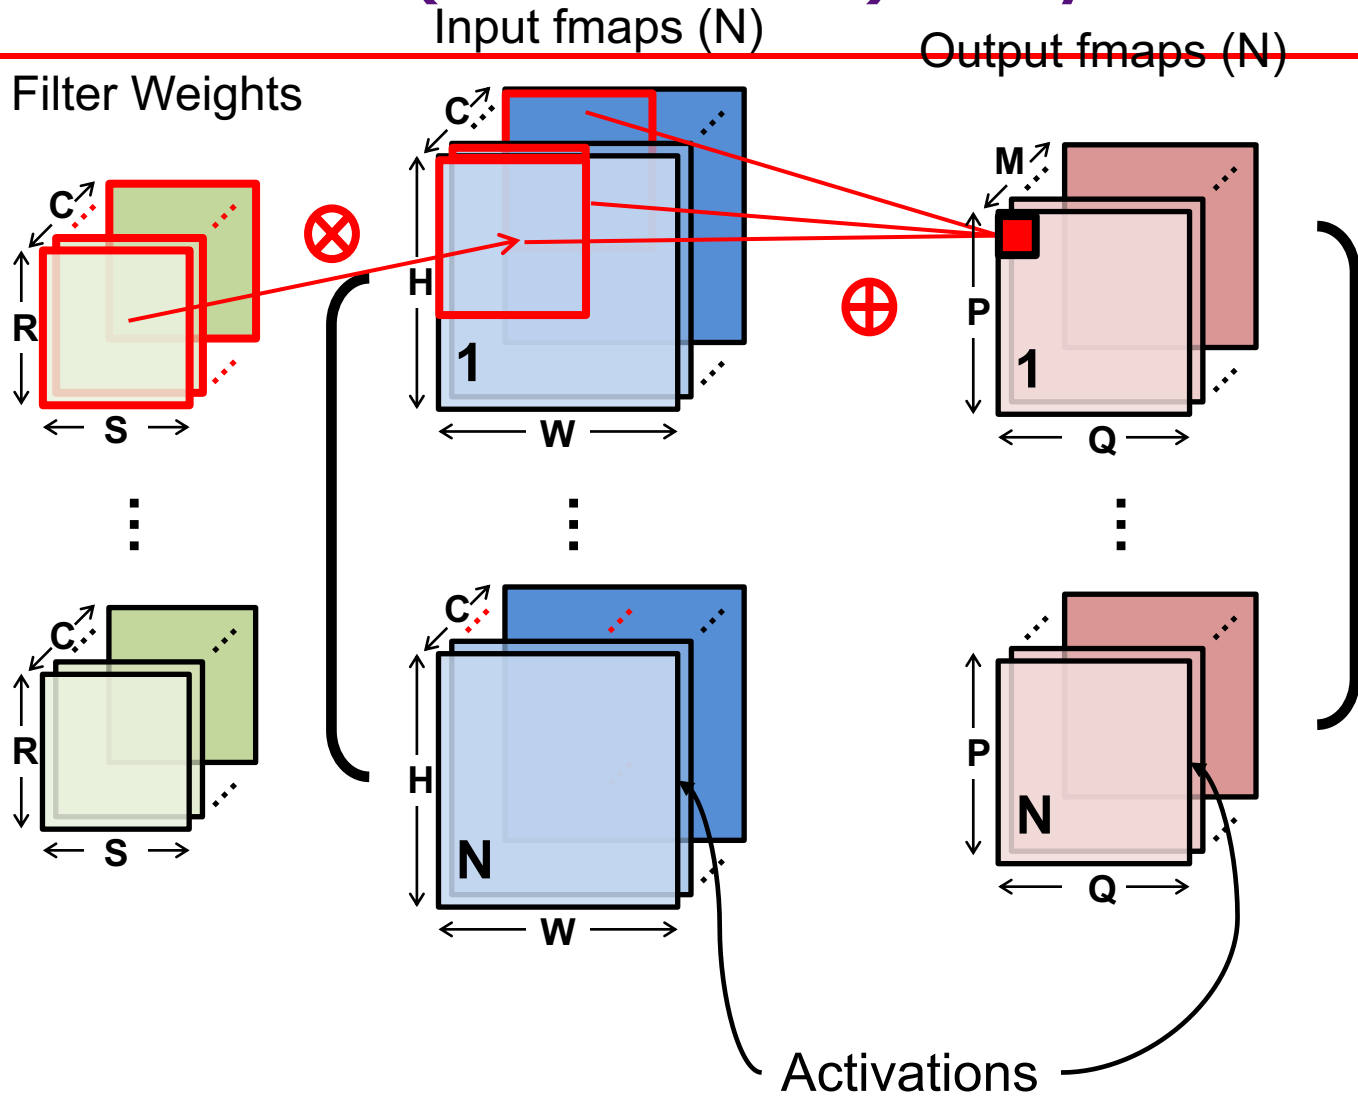 Input fmaps (N)
Output fmaps (N)
Filter Weights
C
M
C
H
R
P
1
1
S
W
Q
C
C
R
H
P
N
N
S
W
Q
Activations